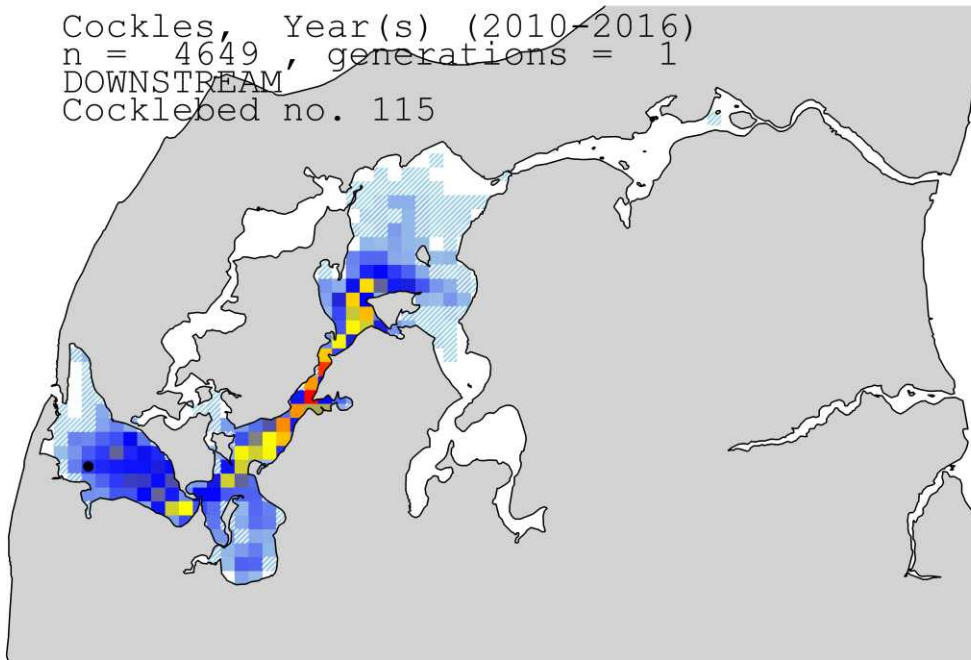 Cockles, Year(s) (2010-2016)
n = 4649 , generations = 1
DOWNSTREAM
Cocklebed no. 115